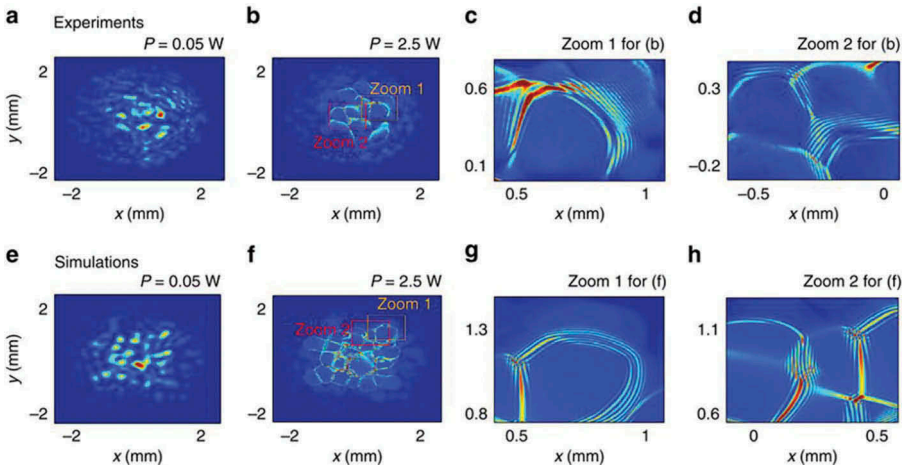 a b c d
Experiments
P = 0.05 W P = 2.5 W Zoom 1 for (b) Zoom 2 for (b)
2 2 0.6 0.3
Zoom 1
Zoom 2
y (mm)
−2 −2 0.1 −0.2
−2 2 −2 2 0.5 1 −0.5 0
x (mm) x (mm) x (mm) x (mm)
e f g h
Simulations
P = 0.05 W P = 2.5 W Zoom 1 for (f) Zoom 2 for (f)
2 2 1.3 1.1
Zoom 1
Zoom 2
y (mm)
−2 −2 0.8 0.6
−2 2 −2 2 0.5 1 0 0.5
x (mm) x (mm) x (mm) x (mm)